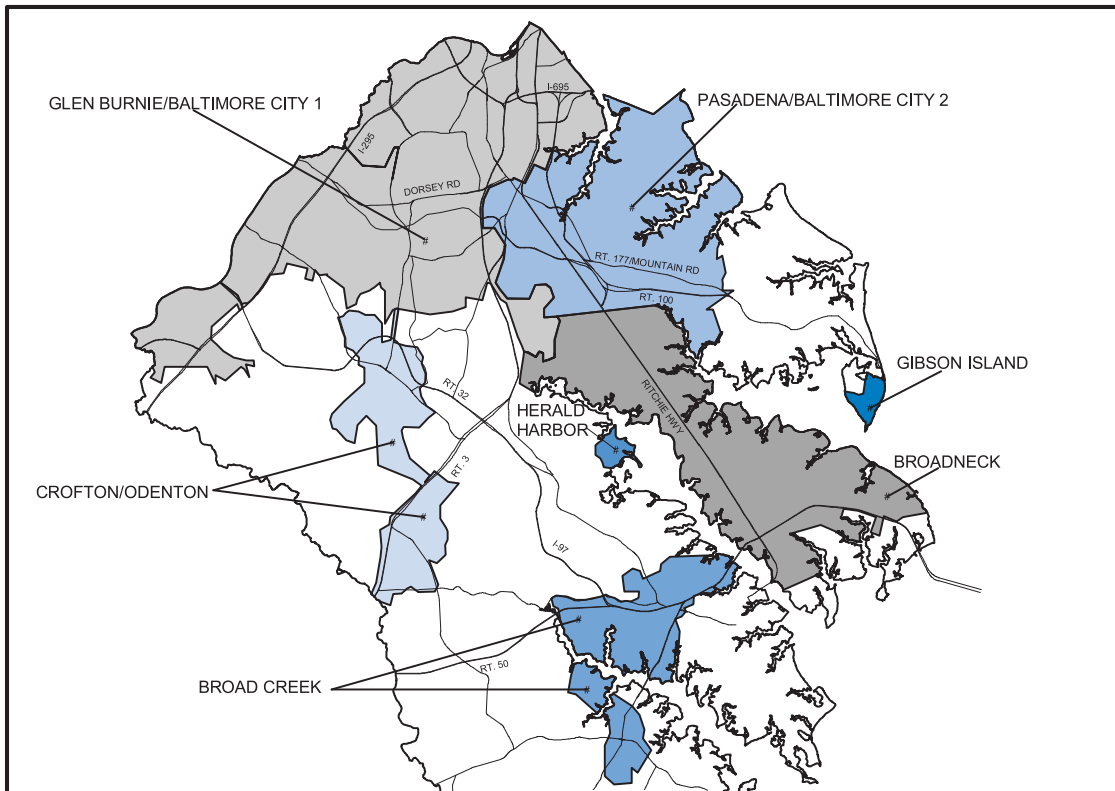 I-695
GLEN BURNIE/BALTIMORE CITY 1
PASADENA/BALTIMORE CITY 2
I-295
DORSEY RD
RT. 177/MOUNTAIN RD
RT. 100
GIBSON ISLAND
RT. 32
RITCHIE HWY
HERALD
HARBOR
BROADNECK
RT. 3
CROFTON/ODENTON
I-97
RT. 50
BROAD CREEK